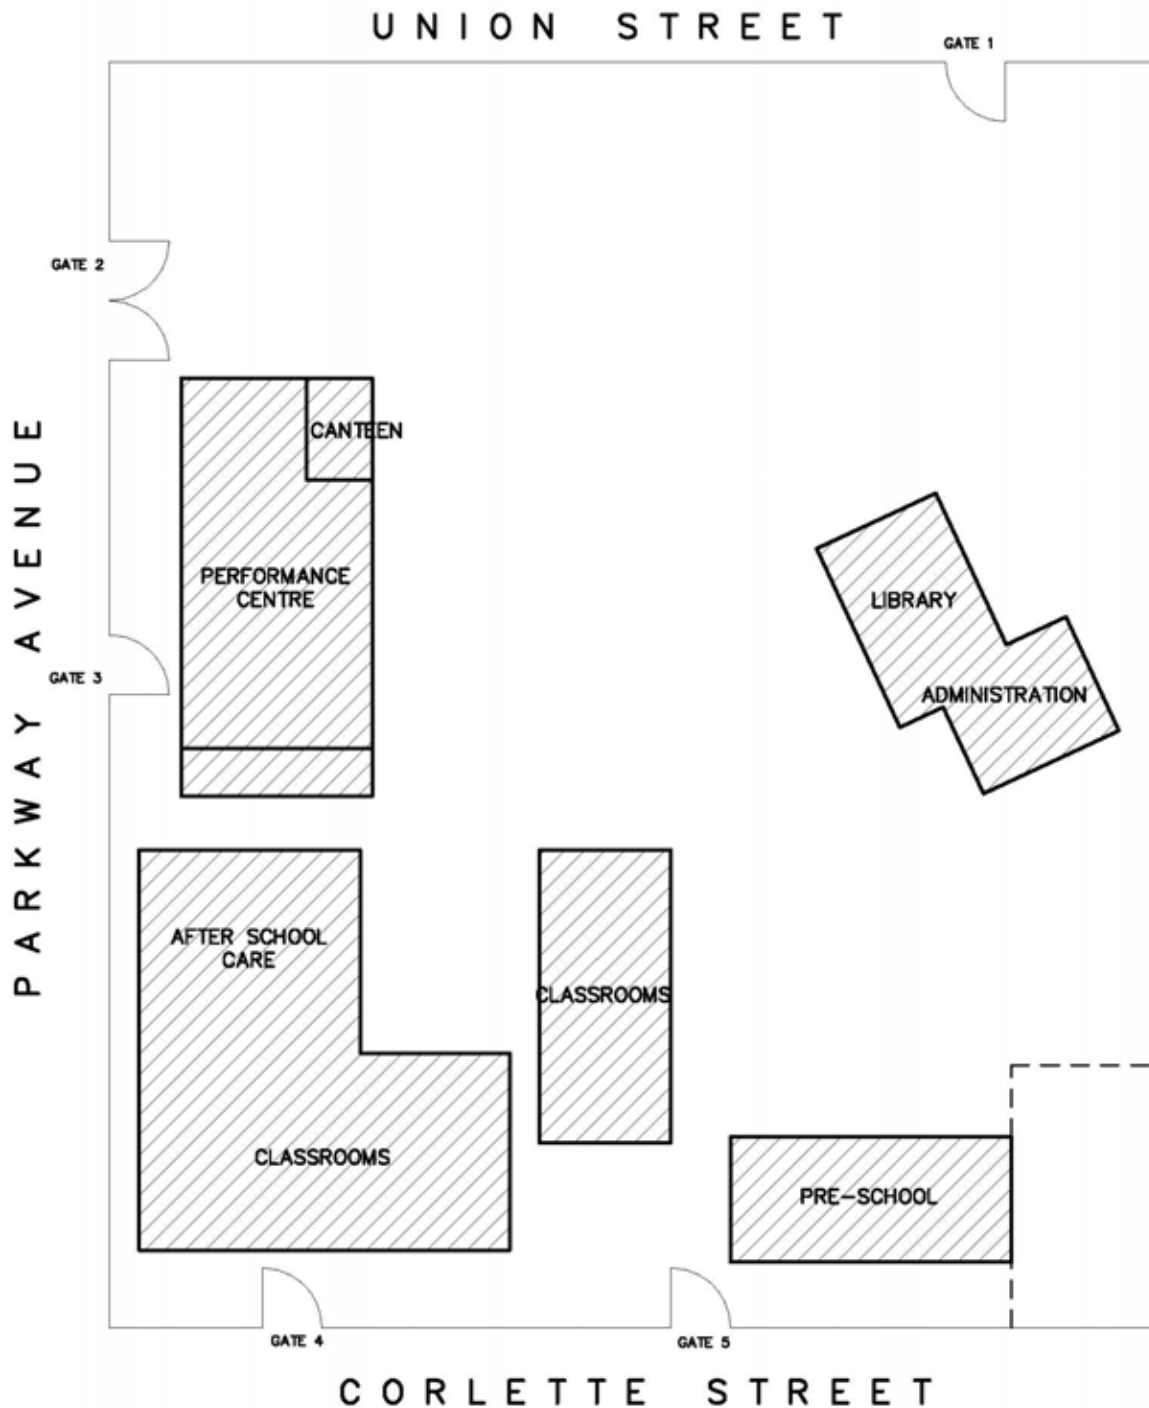 UNION STREET
GATE 1
GATE 2
CANTEEN
PARKWAY AVENUE
PERFORMANCE
CENTRE
LIBRARY
GATE 3
ADMINISTRATION
AFTER SCHOOL
CARE
CLASSROOMS
CLASSROOMS
PRE-SCHOOL
GATE 4
GATE 5
CORLETTE STREET